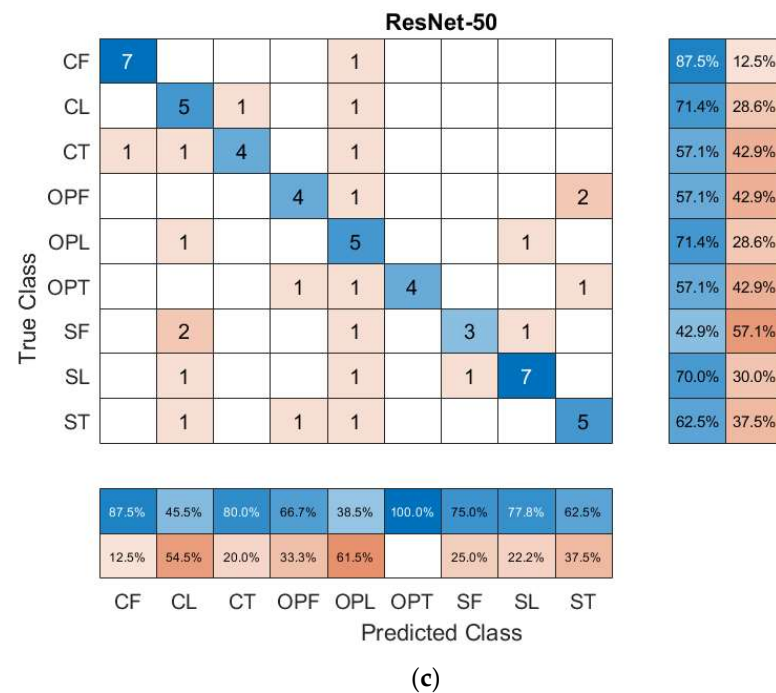 ResNet-50
CF 7 1 87.5% 12.5%
CL 5 1 1 71.4% 28.6%
CT 1 1 4 1 57.1% 42.9%
OPF 4 1 2 57.1% 42.9%
OPL 1 5 1 71.4% 28.6%
OPT 1 1 4 1 57.1% 42.9%
SF 2 1 3 1 42.9% 57.1%
SL 1 1 1 7 70.0% 30.0%
ST 1 1 1 5 62.5% 37.5%
True Class
87.5% 45.5% 80.0% 66.7% 38.5% 100.0% 75.0% 77.8% 62.5%
12.5% 54.5% 20.0% 33.3% 61.5% 25.0% 22.2% 37.5%
CF CL CT OPF OPL OPT SF SL ST
Predicted Class
(c)